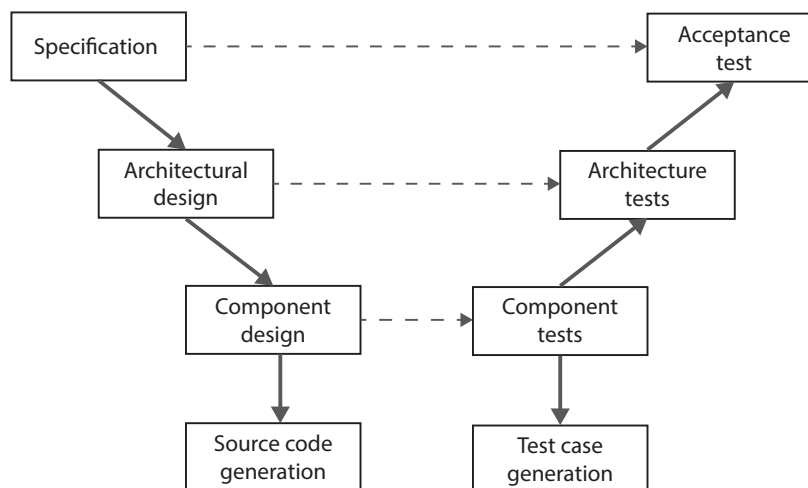 Specification
Acceptance
test
Architectural
design
Architecture
tests
Component
design
Component
tests
Source code
generation
Test case
generation